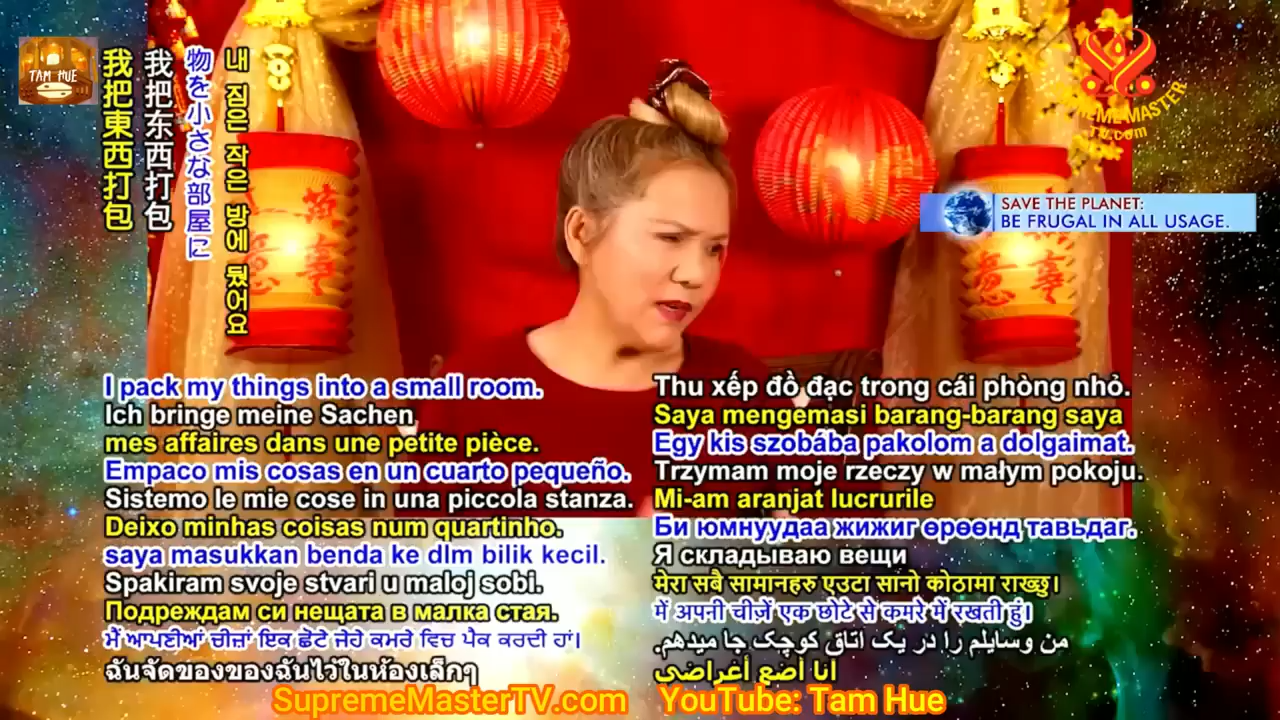 TAM HUE
我把東西打包
我把东西打包
物を小さな部屋に
내 짐은 작은 방에 뒀어요
SUPREME MASTER
TV.com
SAVE THE PLANET:
BE FRUGAL IN ALL USAGE.
I pack my things into a small room.
Ich bringe meine Sachen,
mes affaires dans une petite pièce.
Empaco mis cosas en un cuarto pequeño.
Sistemo le mie cose in una piccola stanza.
Deixo minhas coisas num quartinho.
saya masukkan benda ke dlm bilik kecil.
Spakiram svoje stvari u maloj sobi.
Подреждам си нещата в малка стая.
ਮੈਂ ਆਪਣੀਆਂ ਚੀਜ਼ਾਂ ਇਕ ਛੋਟੇ ਜੇਹੇ ਕਮਰੇ ਵਿਚ ਪੈਕ ਕਰਦੀ ਹਾਂ।
ฉันจัดของของฉันไว้ในห้องเล็กๆ
Thu xếp đồ đạc trong cái phòng nhỏ.
Saya mengemasi barang-barang saya
Egy kis szobába pakolom a dolgaimat.
Trzymam moje rzeczy w małym pokoju.
Mi-am aranjat lucrurile
Би юмнуудаа жижиг өрөөнд тавьдаг.
Я складываю вещи
मेरा सबै सामानहरु एउटा सानो कोठामा राख्छु।
में अपनी चीज़ें एक छोटे से कमरे में रखती हुं।
من وسایلم را در یک اتاق کوچک جا میدهم.
انا أضع أغراضي
SupremeMasterTV.com
YouTube: Tam Hue